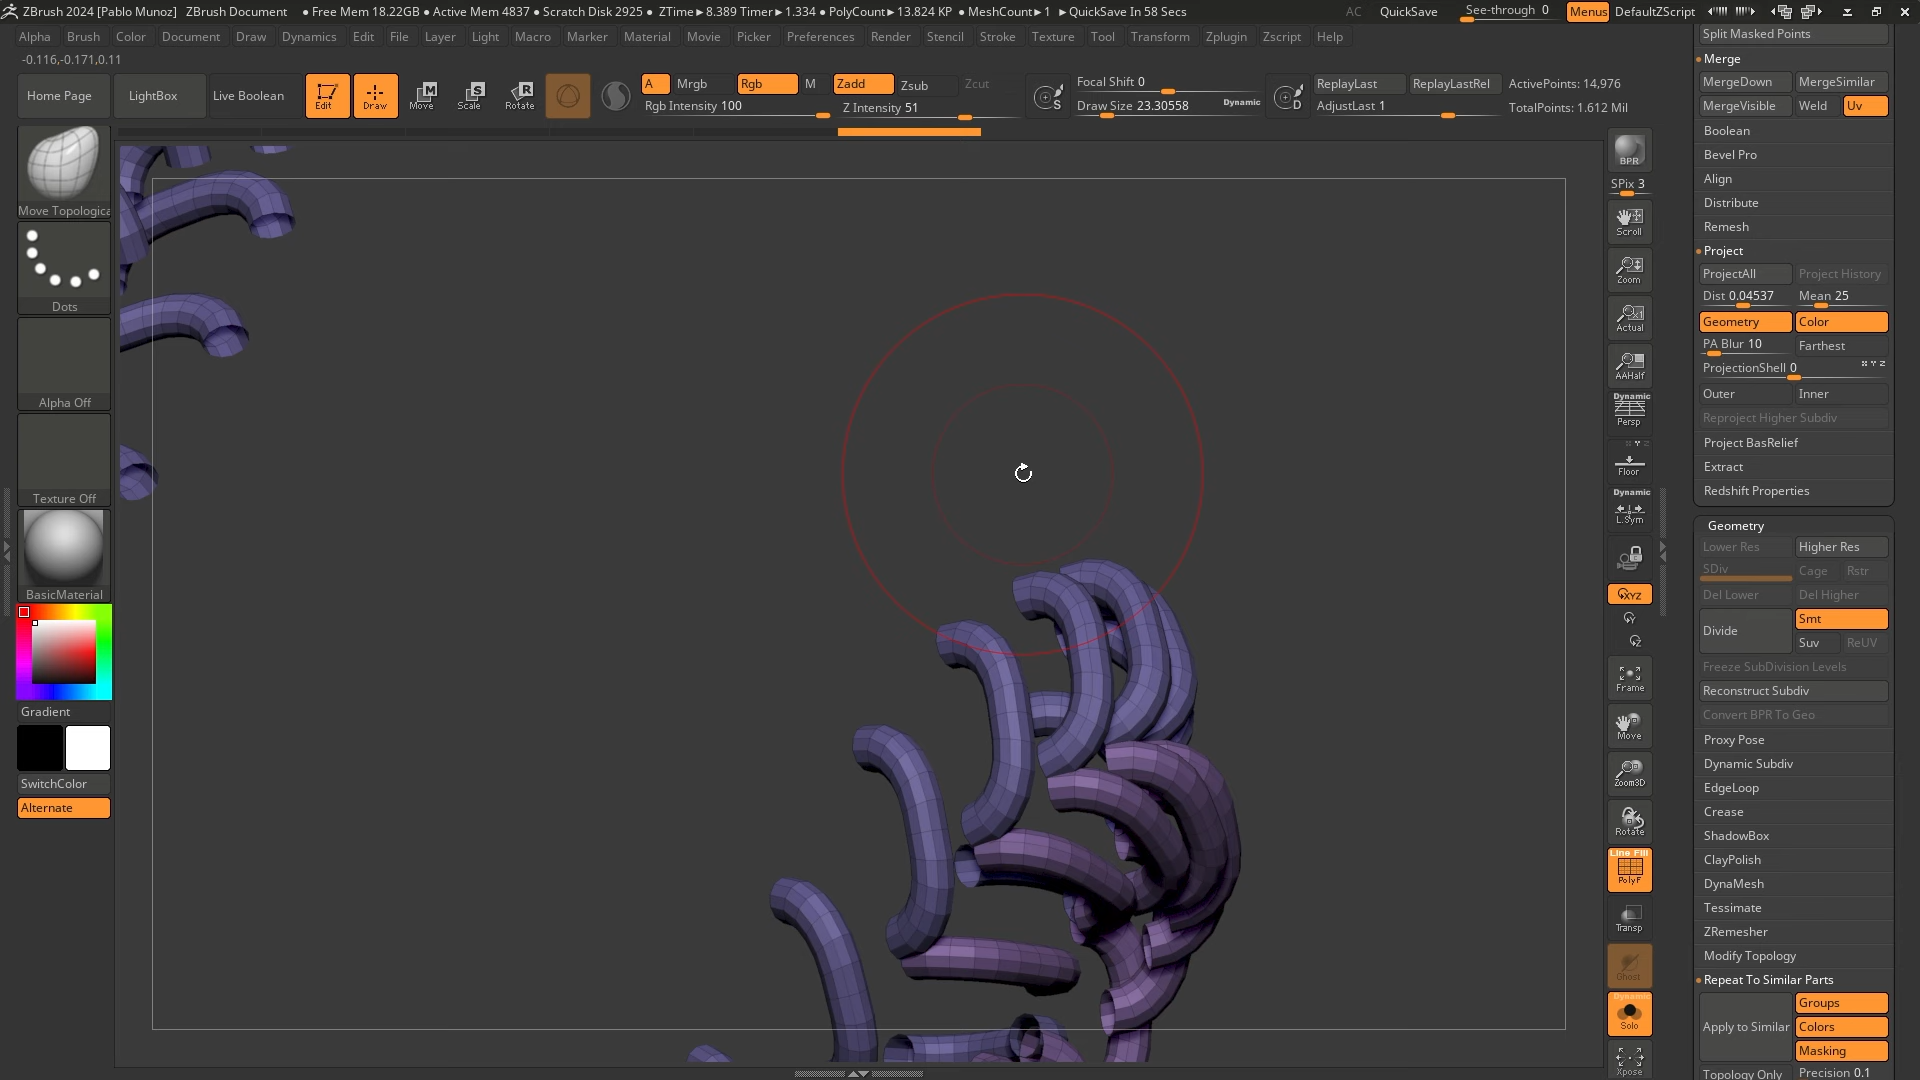 ZBrush 2024 [Pablo Munoz] ZBrush Document ● Free Mem 18.22GB ● Active Mem 4837 ● Scratch Disk 2925 ● ZTime►8.389 Timer►1.334 ● PolyCount►13.824 KP ● MeshCount►1 ►QuickSave In 58 Secs AC QuickSave See-through 0 Menus DefaultZScript
Alpha Brush Color Document Draw Dynamics Edit File Layer Light Macro Marker Material Movie Picker Preferences Render Stencil Stroke Texture Tool Transform Zplugin Zscript Help
-0.116,-0.171,0.11
Home Page LightBox Live Boolean Edit Draw Move Scale Rotate
A Mrgb Rgb M Zadd Zsub Zcut
Rgb Intensity 100 Z Intensity 51
Focal Shift 0
Draw Size 23.30558 Dynamic
ReplayLast ReplayLastRel ActivePoints: 14,976
AdjustLast 1 TotalPoints: 1.612 Mil
Move Topologica
Dots
Alpha Off
Texture Off
BasicMaterial
Gradient
SwitchColor
Alternate
BPR
SPix 3
Scroll
Zoom
Actual
AAHalf
Dynamic
Persp
Floor
Dynamic
L.Sym
XYZ
Y
Z
Frame
Move
Zoom3D
Rotate
Line Fill
PolyF
Transp
Ghost
Dynamic
Solo
Xpose
Split Masked Points
Merge
MergeDown MergeSimilar
MergeVisible Weld Uv
Boolean
Bevel Pro
Align
Distribute
Remesh
Project
ProjectAll Project History
Dist 0.04537 Mean 25
Geometry Color
PA Blur 10 Farthest
ProjectionShell 0 X Y Z
Outer Inner
Reproject Higher Subdiv
Project BasRelief
Extract
Redshift Properties
Geometry
Lower Res Higher Res
SDiv Cage Rstr
Del Lower Del Higher
Divide Smt
Suv ReUV
Freeze SubDivision Levels
Reconstruct Subdiv
Convert BPR To Geo
Proxy Pose
Dynamic Subdiv
EdgeLoop
Crease
ShadowBox
ClayPolish
DynaMesh
Tessimate
ZRemesher
Modify Topology
Repeat To Similar Parts
Apply to Similar Groups
Colors
Masking
Topology Only Precision 0.1